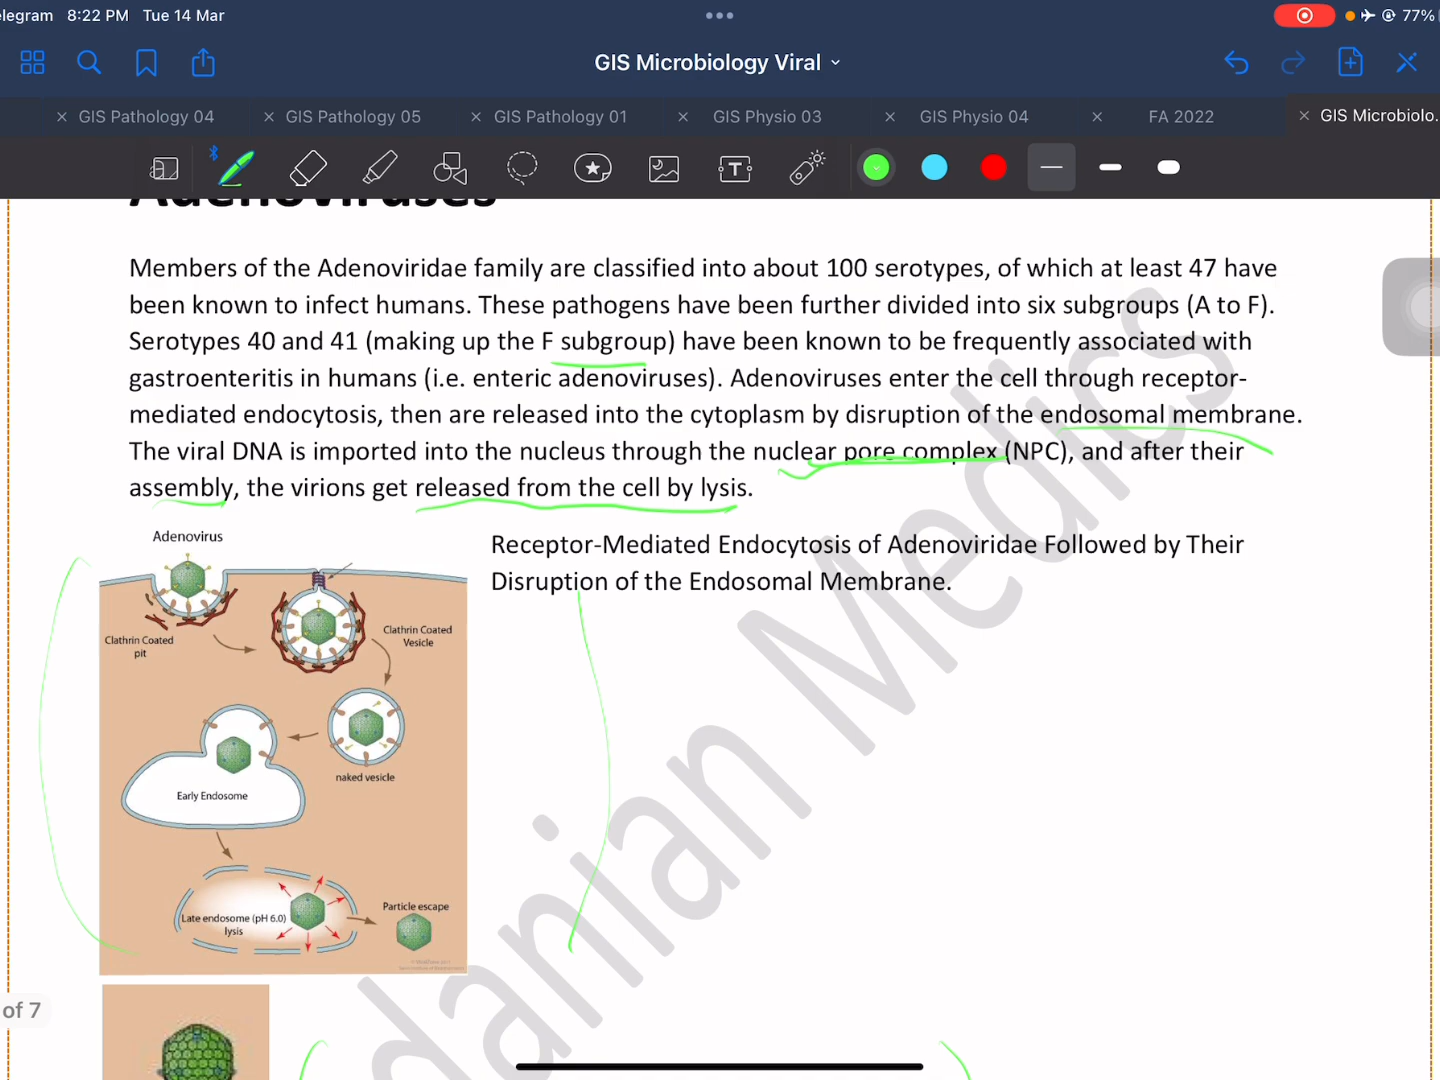 elegram 8:22 PM Tue 14 Mar
77%
GIS Microbiology Viral
GIS Pathology 04
GIS Pathology 05
GIS Pathology 01
GIS Physio 03
GIS Physio 04
FA 2022
GIS Microbiolo.
T
Adenoviruses
Members of the Adenoviridae family are classified into about 100 serotypes, of which at least 47 have
been known to infect humans. These pathogens have been further divided into six subgroups (A to F).
Serotypes 40 and 41 (making up the F subgroup) have been known to be frequently associated with
gastroenteritis in humans (i.e. enteric adenoviruses). Adenoviruses enter the cell through receptor-
mediated endocytosis, then are released into the cytoplasm by disruption of the endosomal membrane.
The viral DNA is imported into the nucleus through the nuclear pore complex (NPC), and after their
assembly, the virions get released from the cell by lysis.
Adenovirus
Receptor-Mediated Endocytosis of Adenoviridae Followed by Their
Disruption of the Endosomal Membrane.
Clathrin Coated
pit
Clathrin Coated
Vesicle
naked vesicle
Early Endosome
Late endosome (pH 6.0)
lysis
Particle escape
of 7
danian Medics